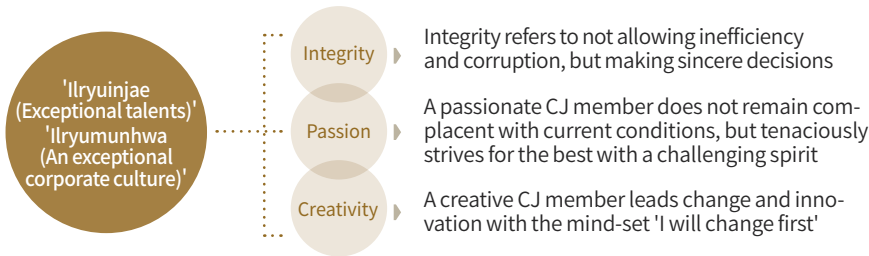 'Ilryuinjae
(Exceptional talents)'
'Ilryumunhwa
(An exceptional
corporate culture)'
Integrity
Integrity refers to not allowing inefficiency
and corruption, but making sincere decisions
Passion
A passionate CJ member does not remain com-
placent with current conditions, but tenaciously
strives for the best with a challenging spirit
Creativity
A creative CJ member leads change and inno-
vation with the mind-set 'I will change first'